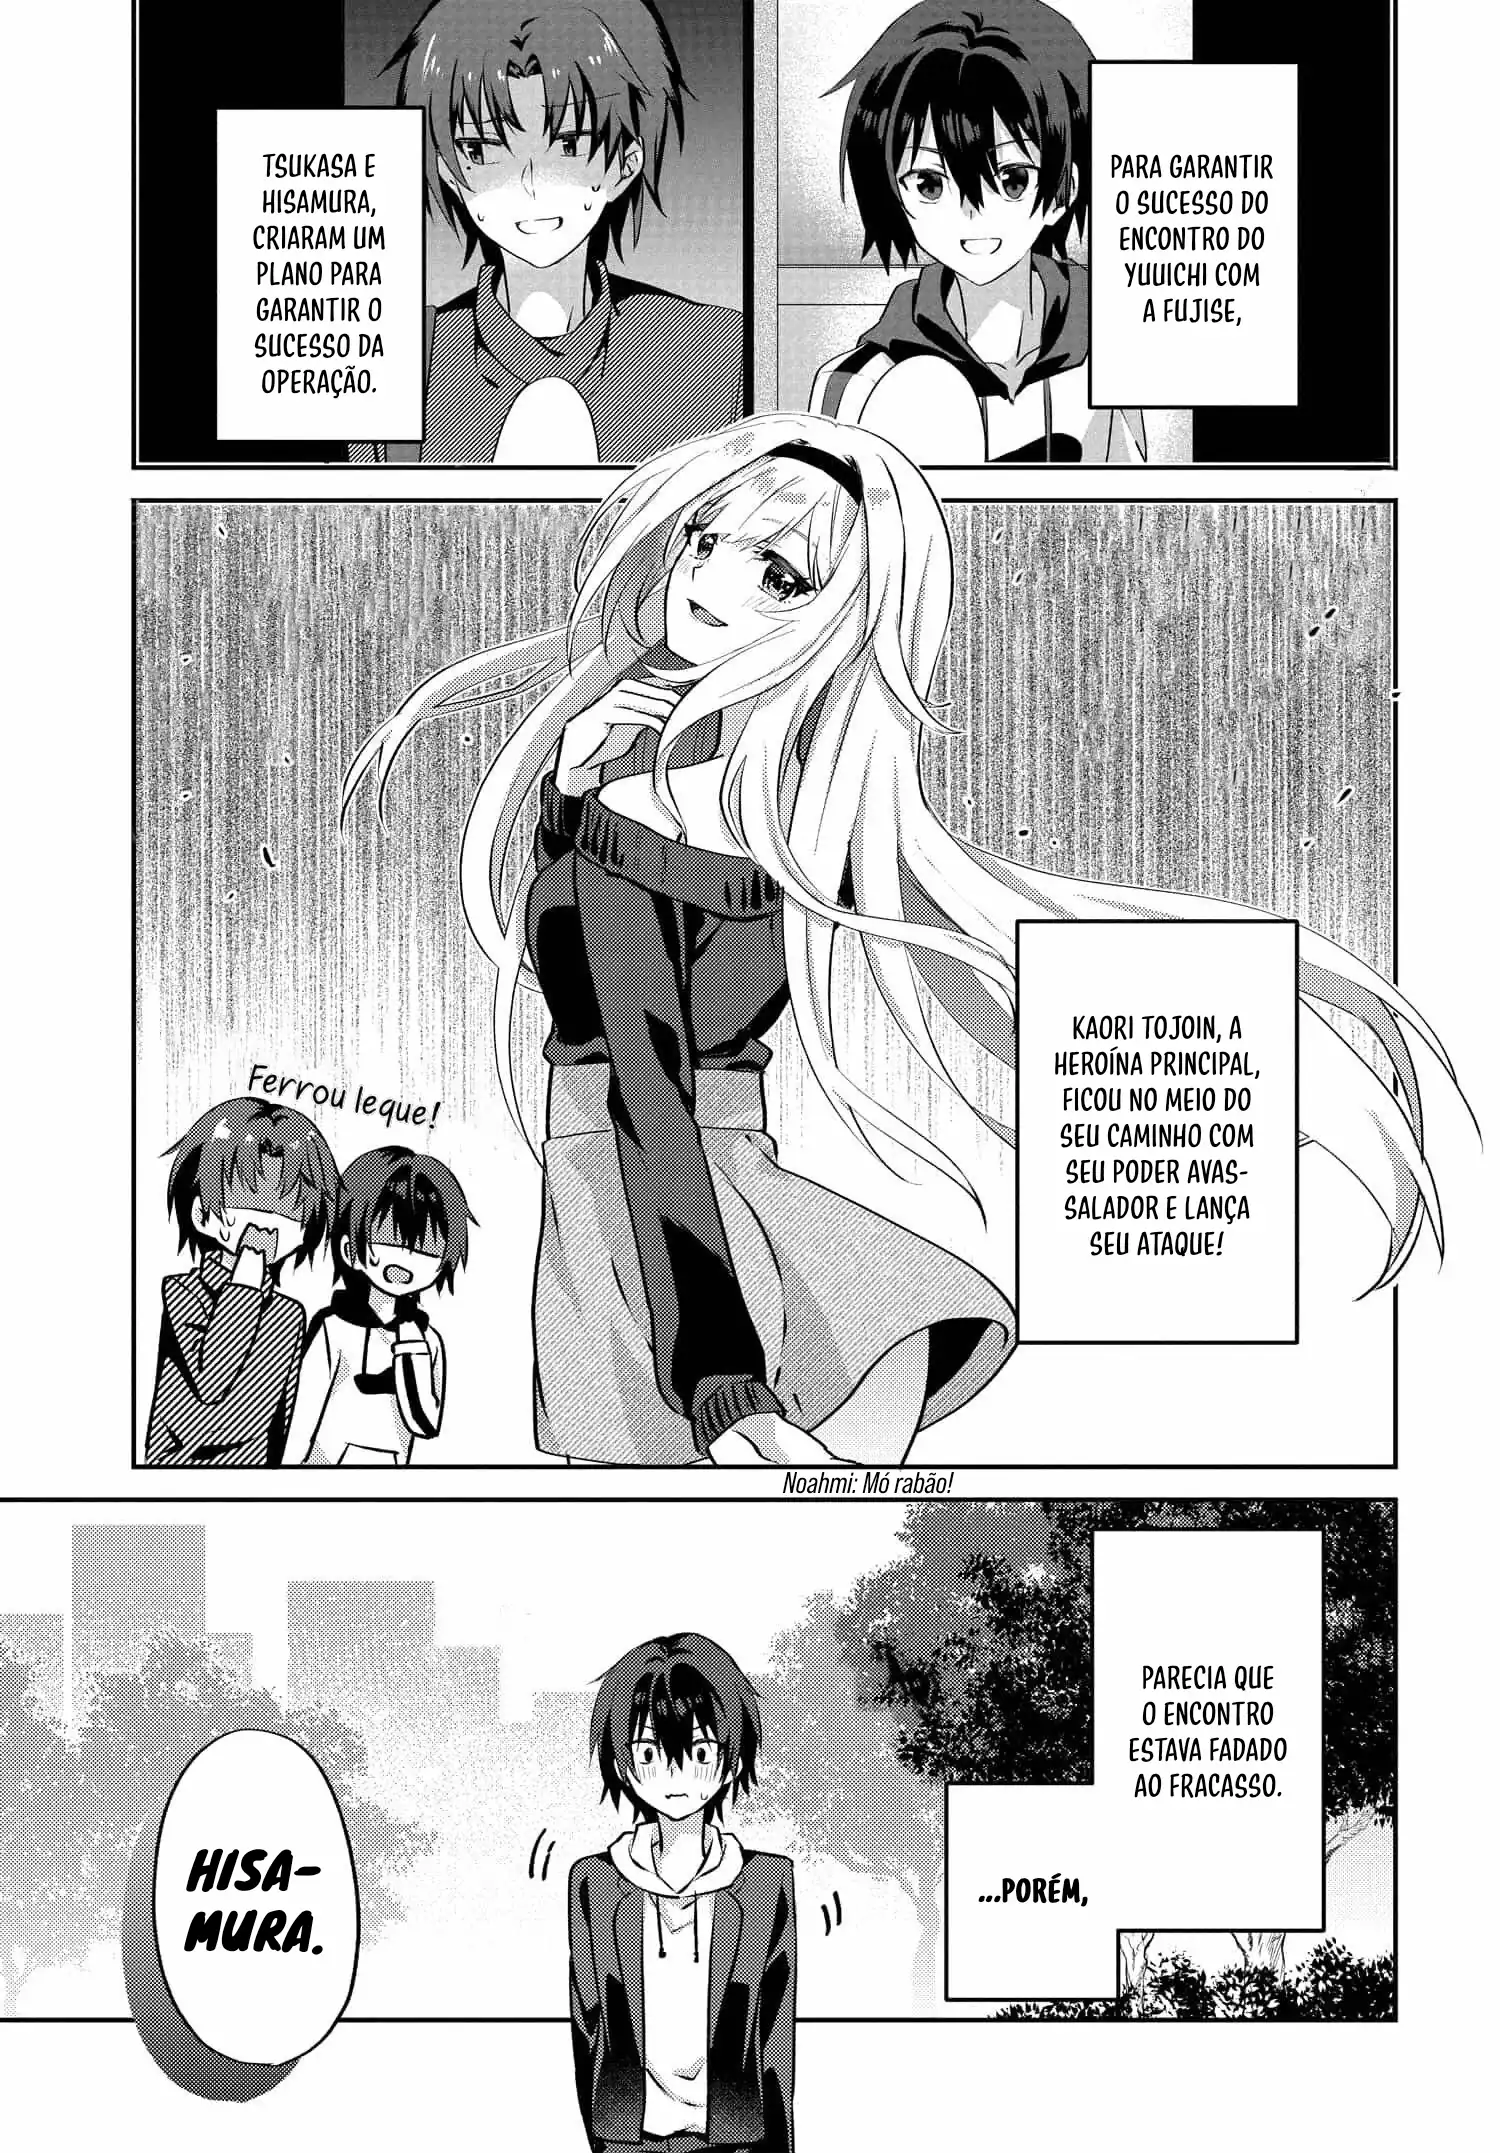 PARA GARANTIR
O SUCESSO DO
ENCONTRO DO
YUUICHI COM
A FUJISE,
TSUKASA E
HISAMURA,
CRIARAM UM
PLANO PARA
GARANTIR O
SUCESSO DA
OPERAÇÃO.
KAORI TOJOIN, A
HEROÍNA PRINCIPAL,
FICOU NO MEIO DO
SEU CAMINHO COM
SEU PODER AVAS-
SALADOR E LANÇA
SEU ATAQUE!
Ferrou leque!
Noahmi: Mó rabão!
PARECIA QUE
O ENCONTRO
ESTAVA FADADO
AO FRACASSO.
...PORÉM,
HISA-
MURA.